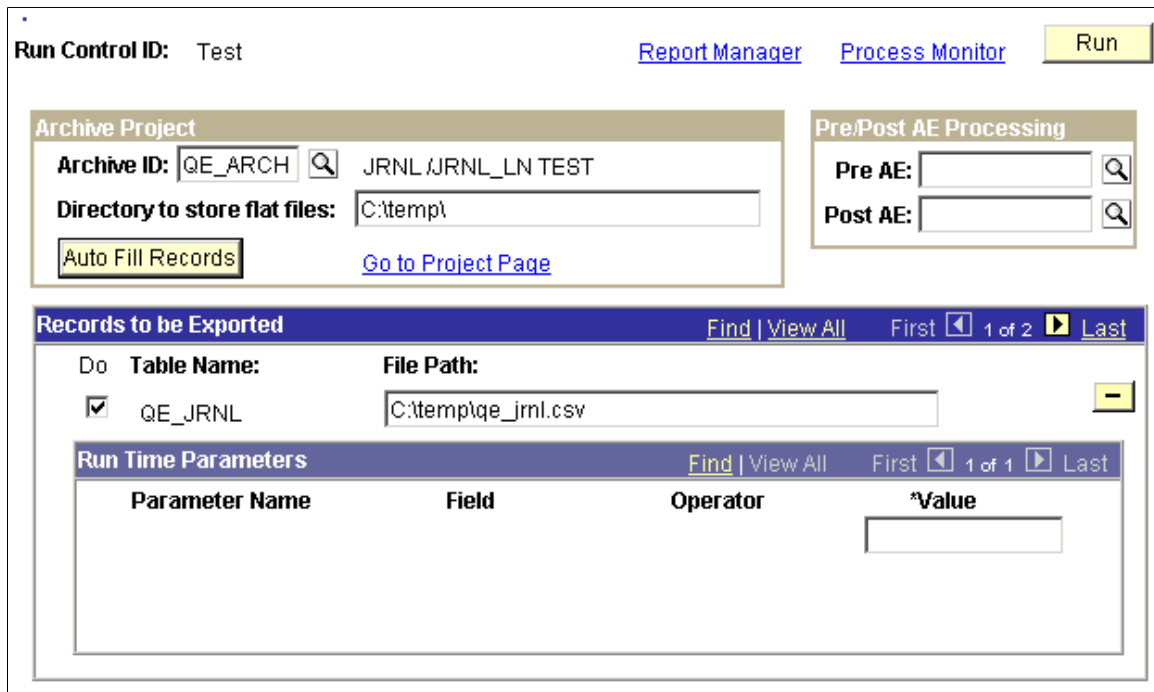 Run Control ID: Test Report Manager Process Monitor Run
Archive Project
Archive ID: QE_ARCH JRNL/JRNL_LN TEST
Directory to store flat files: C:\temp\
Auto Fill Records Go to Project Page
Pre/Post AE Processing
Pre AE:
Post AE:
Records to be Exported Find | View All First 1 of 2 Last
Do Table Name: File Path:
QE_JRNL C:\temp\qe_jrnl.csv
Run Time Parameters Find | View All First 1 of 1 Last
Parameter Name Field Operator *Value